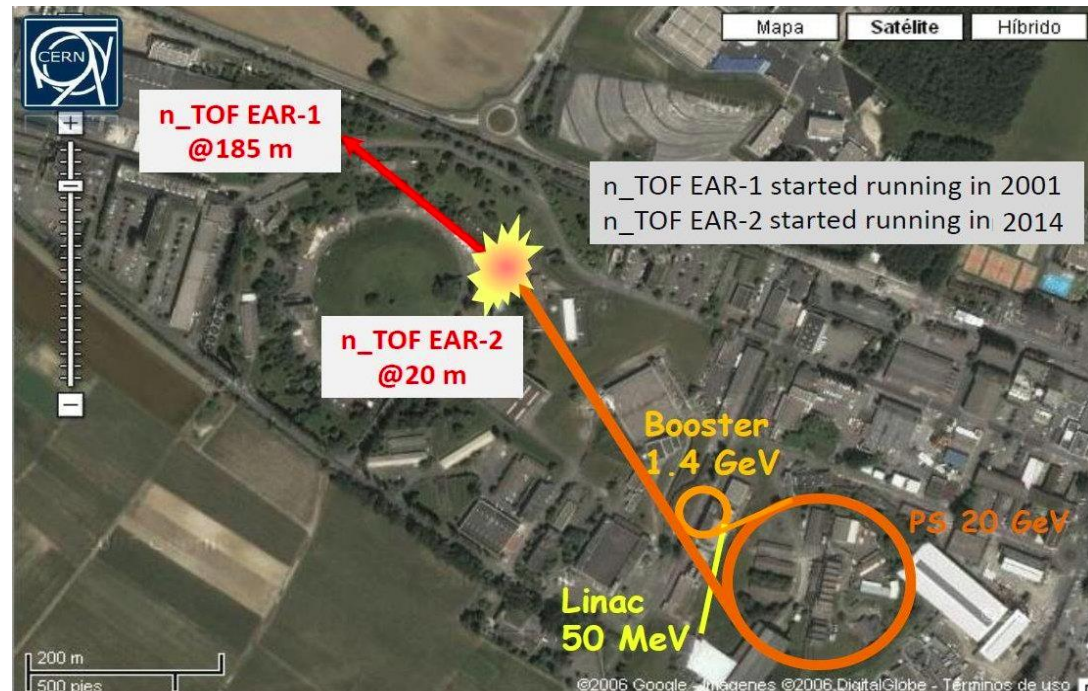 CERN
Mapa
Satélite
Híbrido
n_TOF EAR-1
@185 m
n_TOF EAR-1 started running in 2001
n_TOF EAR-2 started running in 2014
n_TOF EAR-2
@20 m
Booster
1.4 GeV
PS 20 GeV
Linac
50 MeV
200 m
500 pies
©2006 Google - Imágenes ©2006 DigitalGlobe - Términos de uso